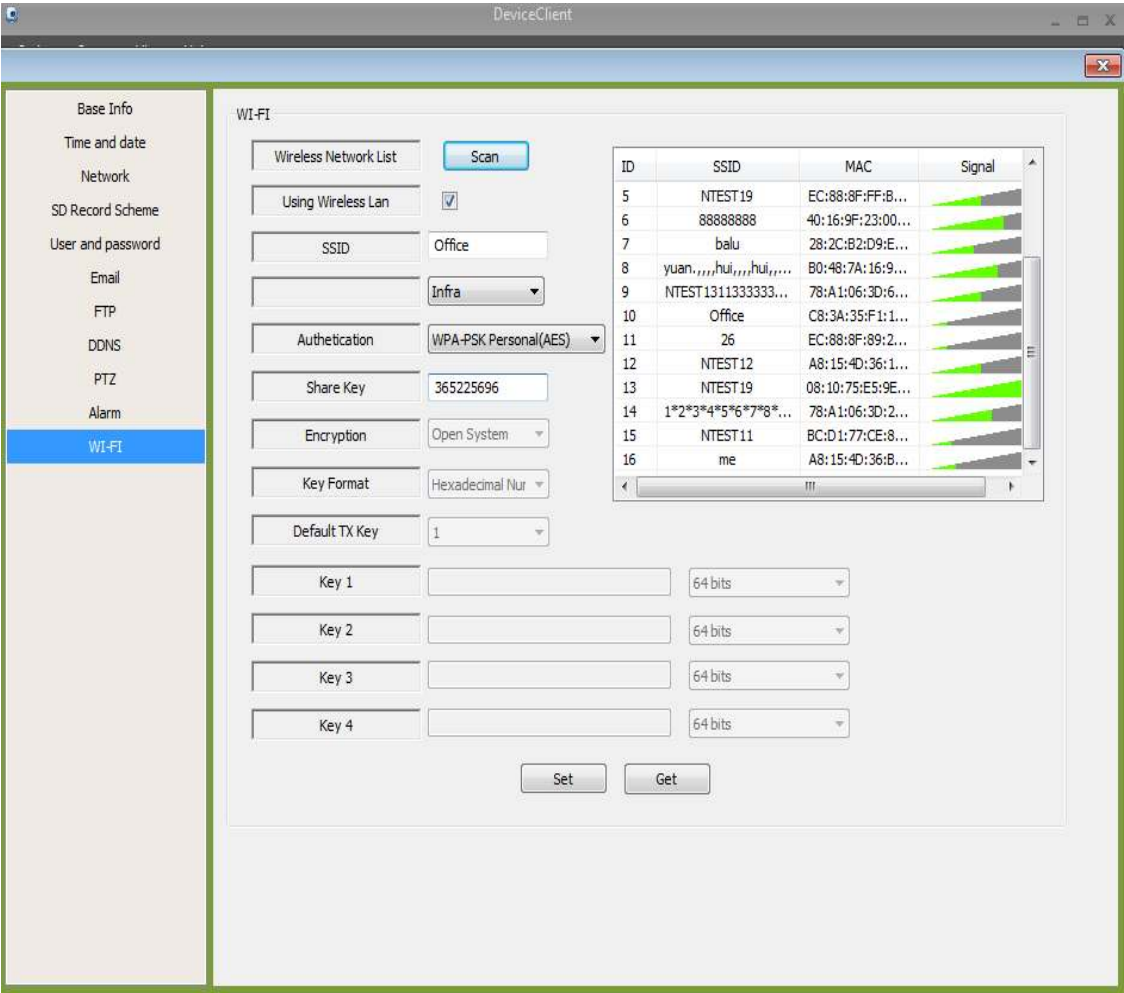 DeviceClient
Base Info
Time and date
Network
SD Record Scheme
User and password
Email
FTP
DDNS
PTZ
Alarm
WI-FI
WI-FI
Wireless Network List Scan
Using Wireless Lan
SSID Office
Infra
Authetication WPA-PSK Personal(AES)
Share Key 365225696
Encryption Open System
Key Format Hexadecimal Nur
Default TX Key 1
Key 1 64 bits
Key 2 64 bits
Key 3 64 bits
Key 4 64 bits
Set Get
ID SSID MAC Signal
5 NTEST19 EC:88:8F:FF:B...
6 88888888 40:16:9F:23:00...
7 balu 28:2C:B2:D9:E...
8 yuan.,,,,hui,,,,hui,,... B0:48:7A:16:9...
9 NTEST1311333333... 78:A1:06:3D:6...
10 Office C8:3A:35:F1:1...
11 26 EC:88:8F:89:2...
12 NTEST12 A8:15:4D:36:1...
13 NTEST19 08:10:75:E5:9E...
14 1*2*3*4*5*6*7*8*... 78:A1:06:3D:2...
15 NTEST11 BC:D1:77:CE:8...
16 me A8:15:4D:36:B...